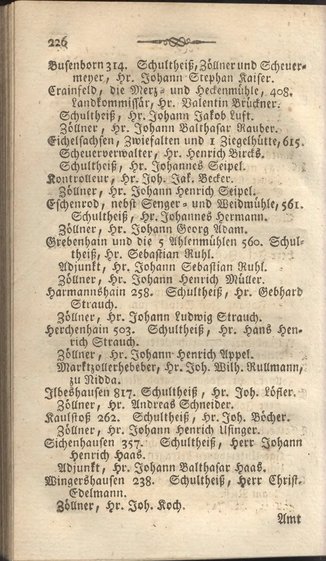 226
Busenborn 314. Schultheiß, Zöllner und Scheuer-
meyer, Hr. Johann Stephan Kaiser.
Crainfeld, die Merz- und Heckenmühle, 408.
Landkommissär, Hr. Valentin Brückner.
Schultheiß, Hr. Johann Jakob Luft.
Zöllner, Hr. Johann Balthasar Rauber.
Eichelsachsen, Zwiefalten und 1 Ziegelhütte, 615.
Scheuerverwalter, Hr. Henrich Bircks.
Schultheiß, Hr. Johannes Seipel.
Kontrolleur, Hr. Joh. Jak. Becker.
Zöllner, Hr. Johann Henrich Seipel.
Eschenrod, nebst Senger- und Weidmühle, 561.
Schultheiß, Hr. Johannes Hermann.
Zöllner, Hr. Johann Georg Adam.
Grebenhain und die 5 Ahlenmühlen 560. Schul-
theiß, Hr. Sebastian Ruhl.
Adjunkt, Hr. Johann Sebastian Ruhl.
Zöllner, Hr. Johann Henrich Müller.
Harmannshain 258. Schultheiß, Hr. Gebhard
Strauch.
Zöllner, Hr. Johann Ludwig Strauch.
Herchenhain 503. Schultheiß, Hr. Hans Hen-
rich Strauch.
Zöllner, Hr. Johann Henrich Appel.
Marktzollerhebeber, Hr. Joh. Wilh. Rullmann,
zu Nidda.
Ilbeshausen 817. Schultheiß, Hr. Joh. Löfler.
Zöllner, Hr. Andreas Schneider.
Kaulstoß 262. Schultheiß, Hr. Joh. Böcher.
Zöllner, Hr. Johann Henrich Usinger.
Sichenhausen 357. Schultheiß, Herr Johann
Henrich Haas.
Adjunkt, Hr. Johann Balthasar Haas.
Wingershausen 238. Schultheiß, Herr Christ.
Edelmann.
Zöllner, Hr. Joh. Koch.
Amt